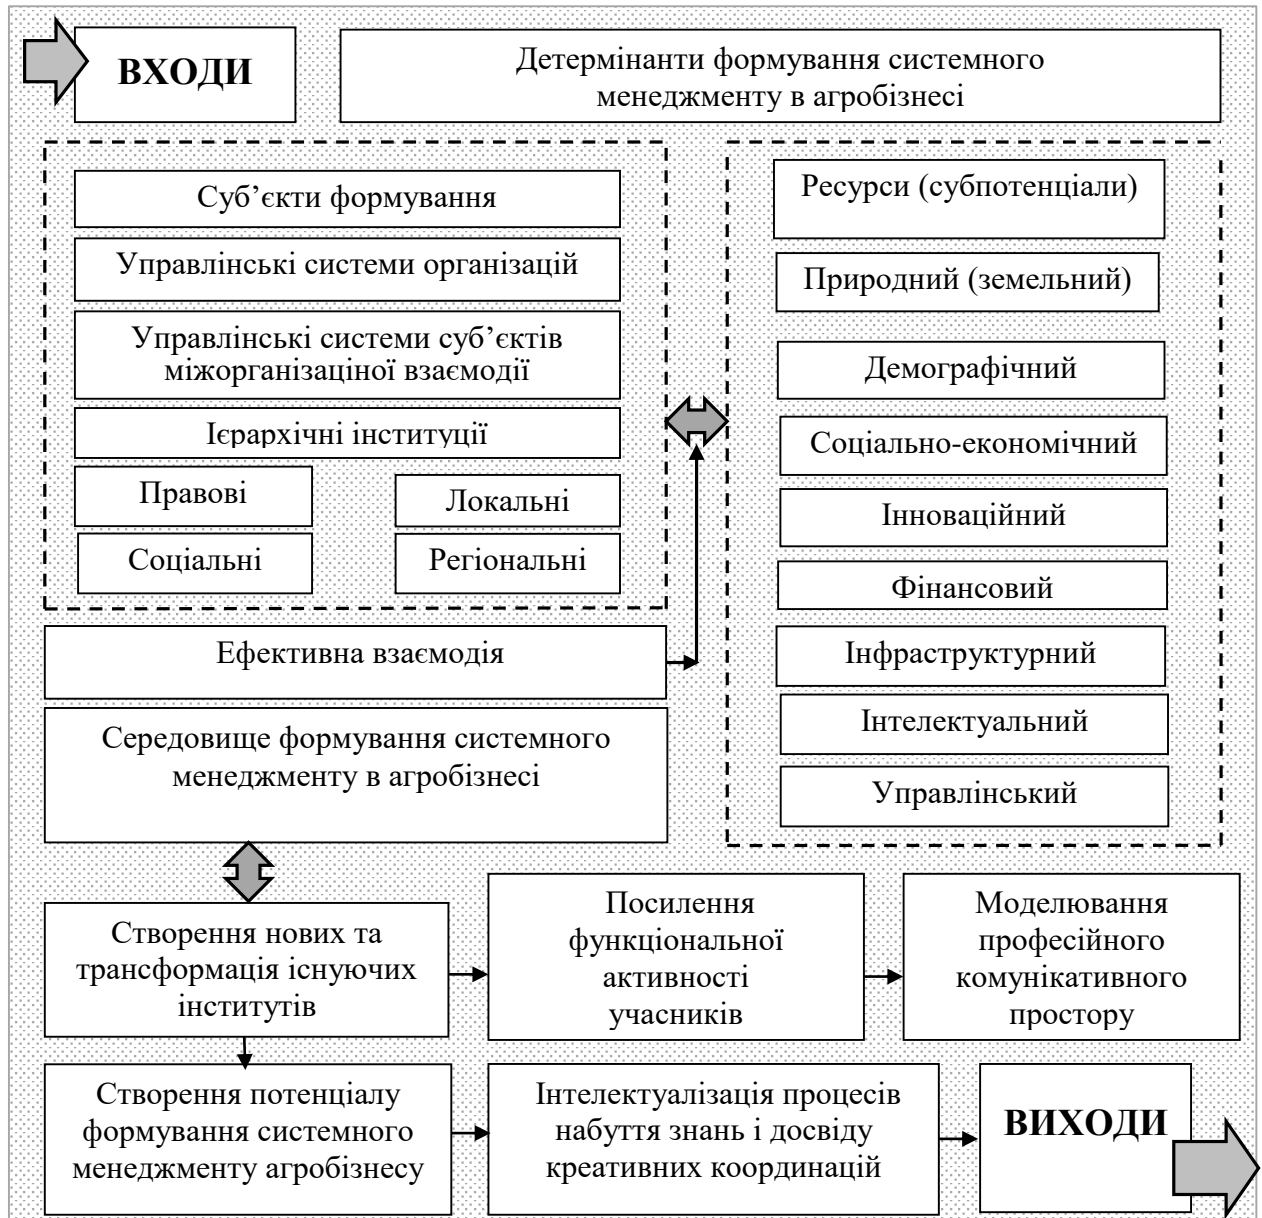 ВХОДИ
Детермінанти формування системного
менеджменту в агробізнесі
Суб’єкти формування
Управлінські системи організацій
Управлінські системи суб’єктів
міжорганізаціної взаємодії
Ієрархічні інституції
Правові
Локальні
Соціальні
Регіональні
Ресурси (субпотенціали)
Природний (земельний)
Демографічний
Соціально-економічний
Інноваційний
Фінансовий
Інфраструктурний
Інтелектуальний
Управлінський
Ефективна взаємодія
Середовище формування системного
менеджменту в агробізнесі
Створення нових та
трансформація існуючих
інститутів
Посилення
функціональної
активності
учасників
Моделювання
професійного
комунікативного
простору
Створення потенціалу
формування системного
менеджменту агробізнесу
Інтелектуалізація процесів
набуття знань і досвіду
креативних координацій
ВИХОДИ